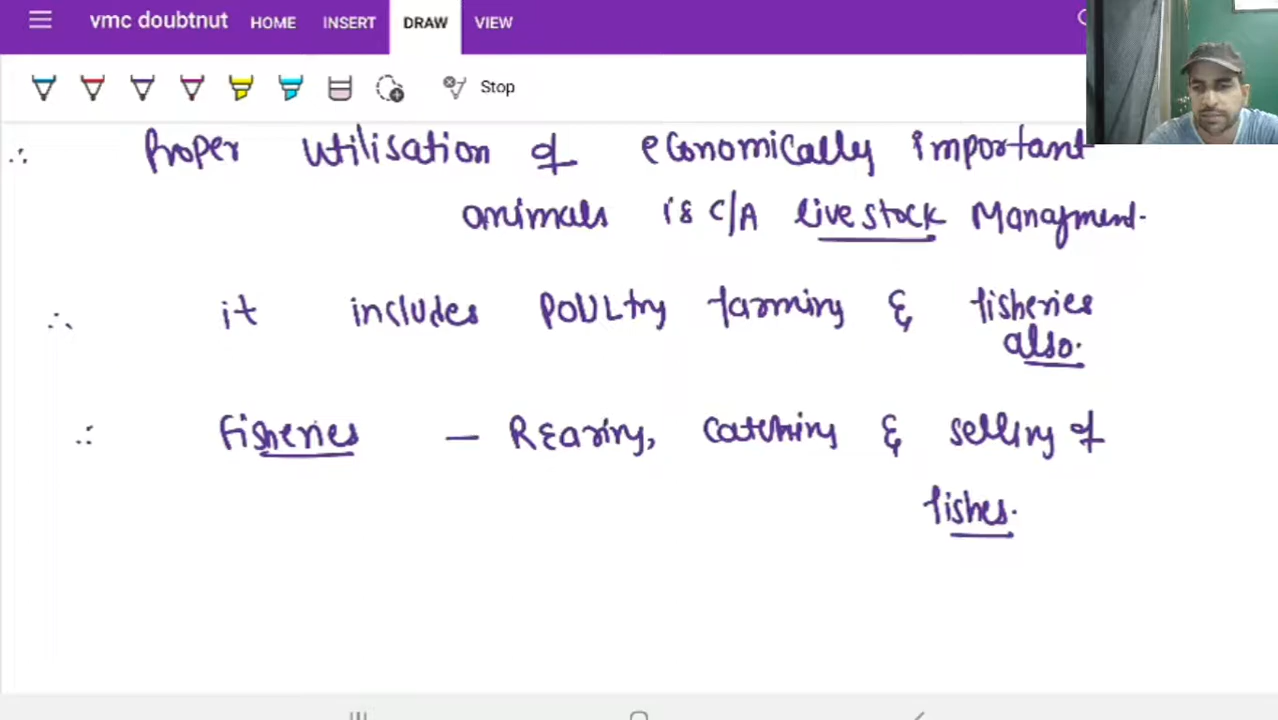 vmc doubtnut HOME INSERT DRAW VIEW
Stop
∴ Proper utilisation of economically important
animals is C/A livestock Managment.
∴ it includes POULtry farming & fisheries
also.
∴ Fisheries — Rearing, catching & selling of
fishes.